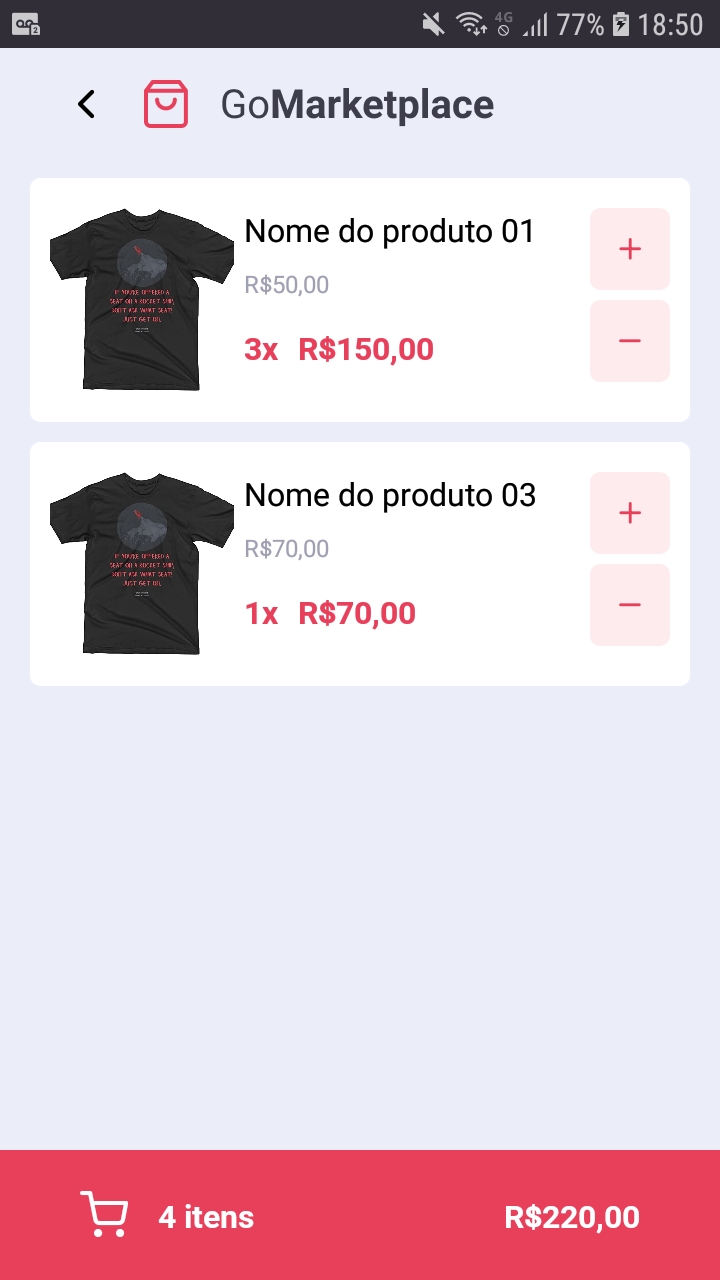 4G 77% 18:50
GoMarketplace
Nome do produto 01
R$50,00
3x R$150,00
IF YOU'RE OFFERED A
SEAT ON A ROCKET SHIP,
DON'T ASK WHAT SEAT!
JUST GET ON.
Nome do produto 03
R$70,00
1x R$70,00
IF YOU'RE OFFERED A
SEAT ON A ROCKET SHIP,
DON'T ASK WHAT SEAT!
JUST GET ON.
4 itens R$220,00